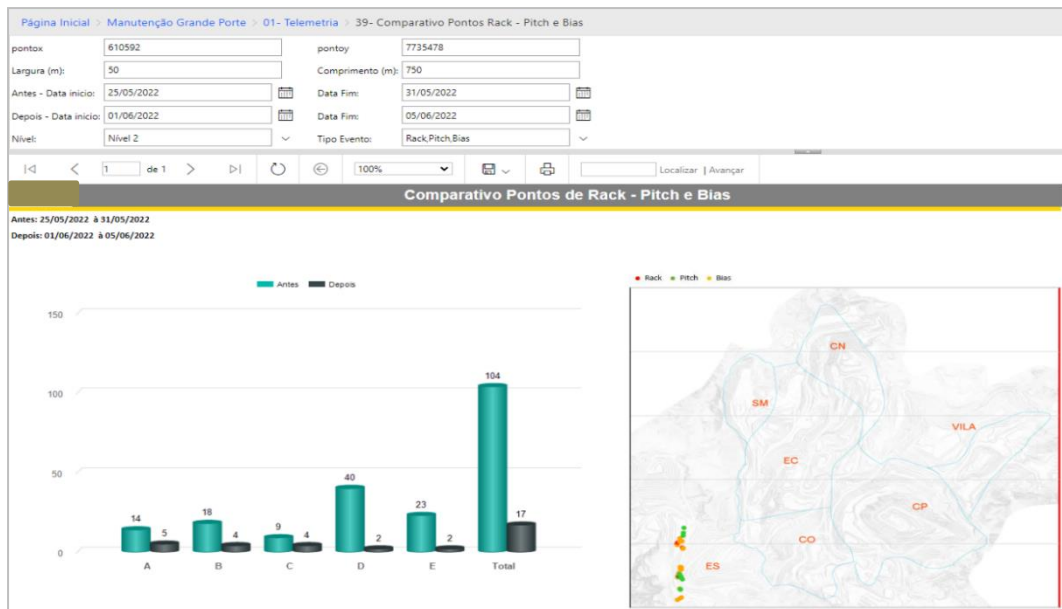 Página Inicial > Manutenção Grande Porte > 01- Telemetria > 39- Comparativo Pontos Rack - Pitch e Bias
pontox 610592 pontoy 7735478
Largura (m): 50 Comprimento (m): 750
Antes - Data inicio: 25/05/2022 Data Fim: 31/05/2022
Depois - Data inicio: 01/06/2022 Data Fim: 05/06/2022
Nível: Nível 2 Tipo Evento: Rack,Pitch,Bias
1 de 1 100% Localizar | Avançar
Comparativo Pontos de Rack - Pitch e Bias
Antes: 25/05/2022 à 31/05/2022
Depois: 01/06/2022 à 05/06/2022
Antes Depois
150
100
50
0
14 5 18 4 9 4 40 2 23 2 104 17
A B C D E Total
Rack Pitch Bias
CN
SM
VILA
EC
CP
CO
ES